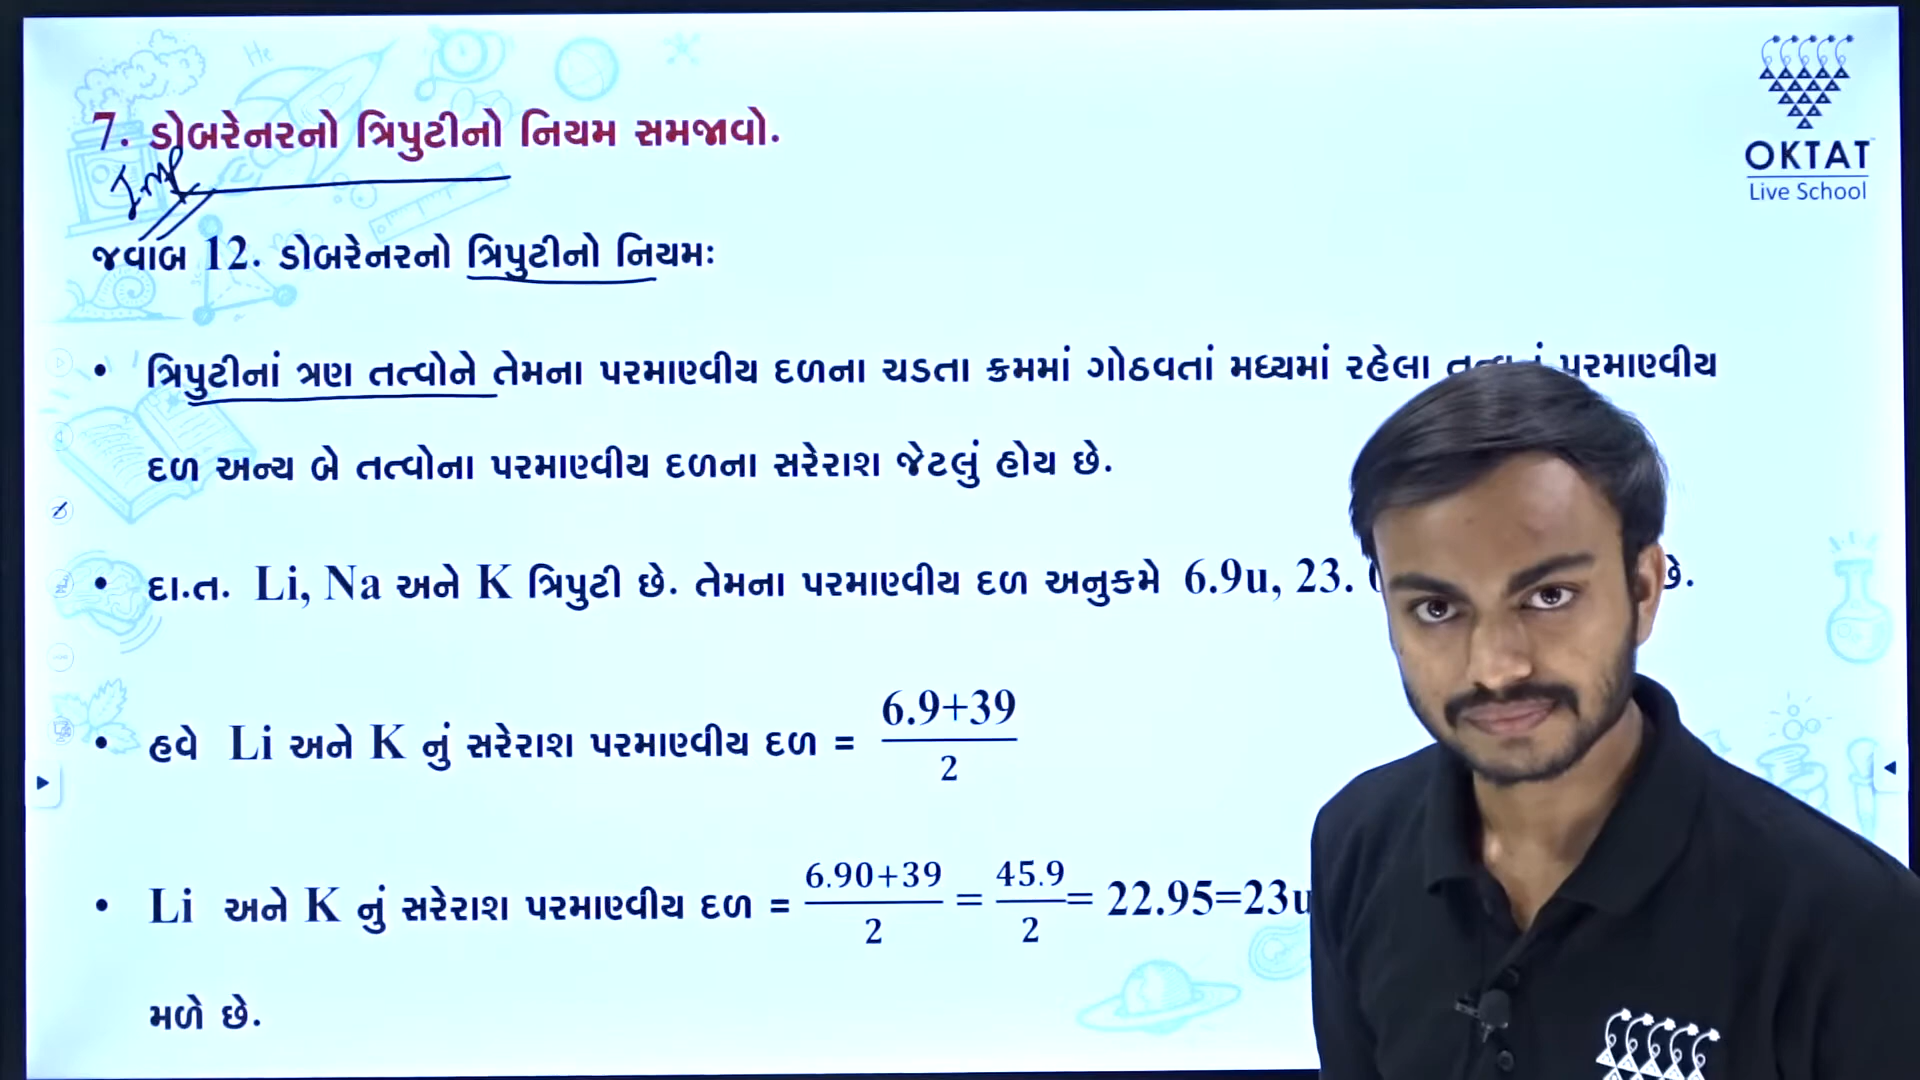 7. ડોબરેનરનો ત્રિપુટીનો નિયમ સમજાવો.
Imp
OKTAT
Live School
જવાબ 12. ડોબરેનરનો ત્રિપુટીનો નિયમઃ
• ત્રિપુટીનાં ત્રણ તત્વોને તેમના પરમાણ્વીય દળના ચડતા ક્રમમાં ગોઠવતાં મધ્યમાં રહેલા પરમાણ્વીય
દળ અન્ય બે તત્વોના પરમાણ્વીય દળના સરેરાશ જેટલું હોય છે.
• દા.ત. Li, Na અને K ત્રિપુટી છે. તેમના પરમાણ્વીય દળ અનુક્રમે 6.9u, 23. છે.
• હવે Li અને K નું સરેરાશ પરમાણ્વીય દળ = 6.9+39 / 2
• Li અને K નું સરેરાશ પરમાણ્વીય દળ = 6.90+39 / 2 = 45.9 / 2 = 22.95=23u
મળે છે.